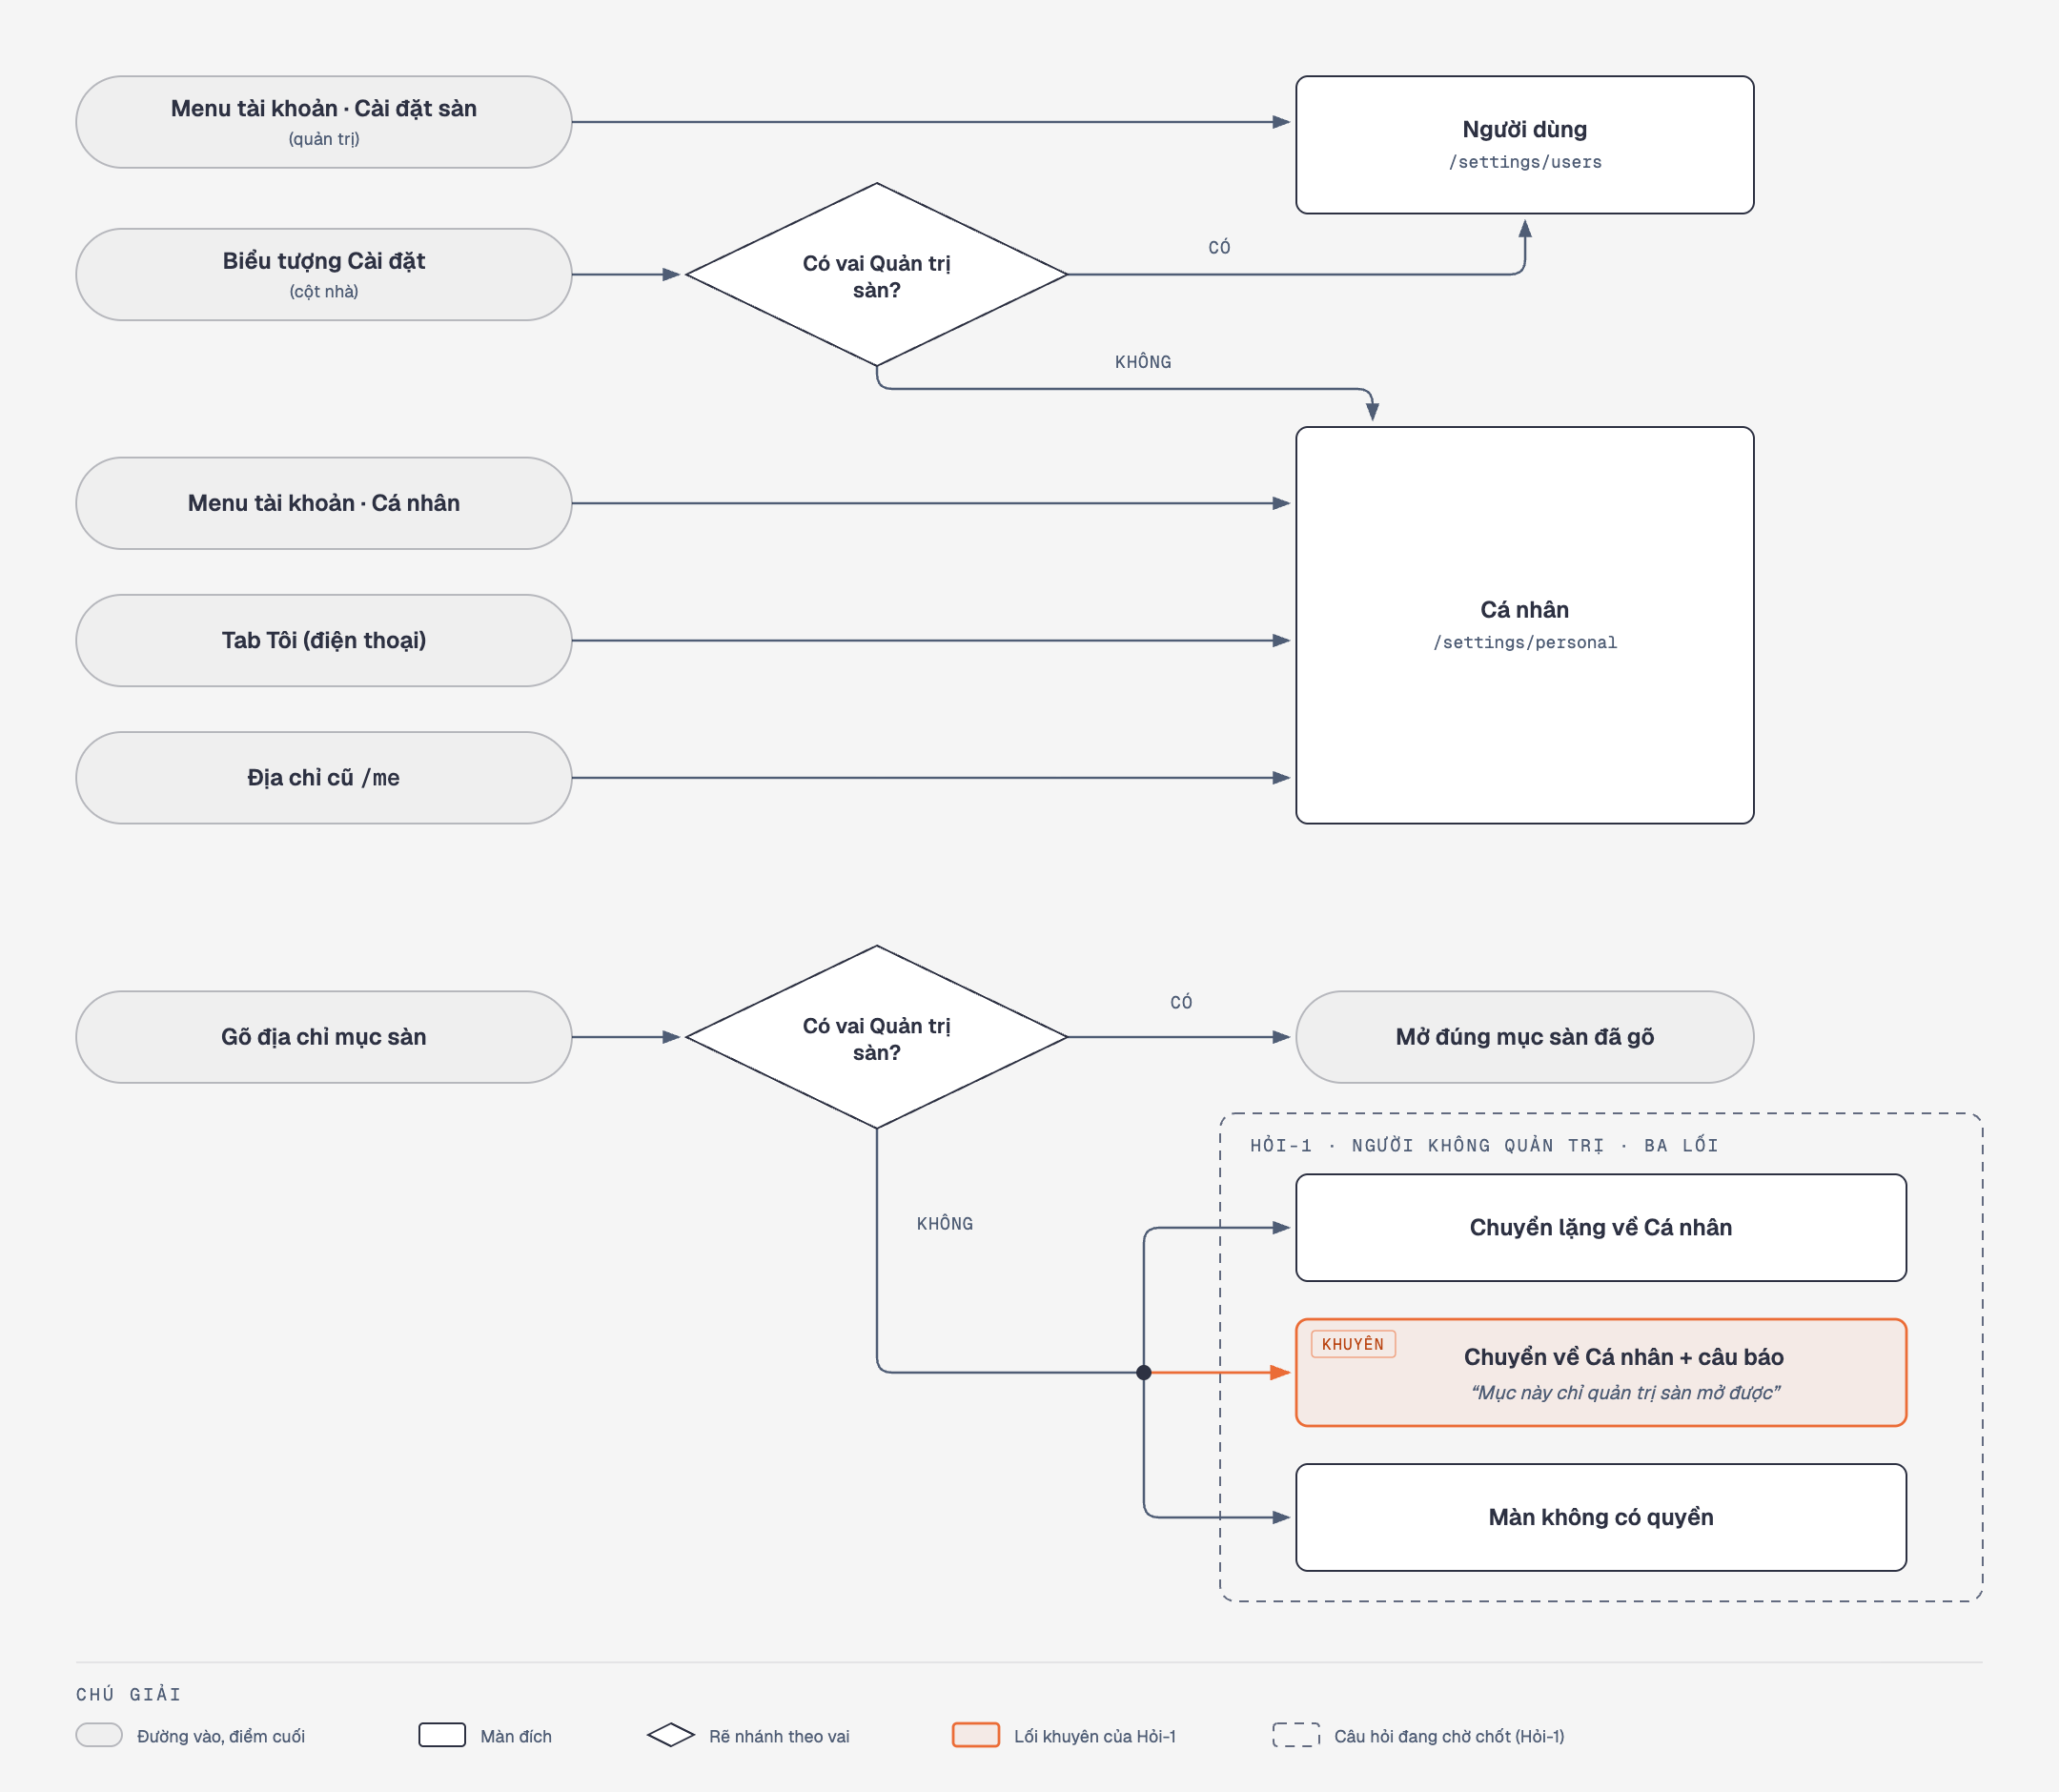 Menu tài khoản · Cài đặt sàn
(quản trị)
Người dùng
/settings/users
Biểu tượng Cài đặt
(cột nhà)
Có vai Quản trị
sàn?
CÓ
KHÔNG
Menu tài khoản · Cá nhân
Tab Tôi (điện thoại)
Cá nhân
/settings/personal
Địa chỉ cũ /me
Gõ địa chỉ mục sàn
Có vai Quản trị
sàn?
CÓ
Mở đúng mục sàn đã gõ
KHÔNG
HỎI-1 · NGƯỜI KHÔNG QUẢN TRỊ · BA LỐI
Chuyển lặng về Cá nhân
KHUYÊN
Chuyển về Cá nhân + câu báo
“Mục này chỉ quản trị sàn mở được”
Màn không có quyền
CHÚ GIẢI
Đường vào, điểm cuối
Màn đích
Rẽ nhánh theo vai
Lối khuyên của Hỏi-1
Câu hỏi đang chờ chốt (Hỏi-1)